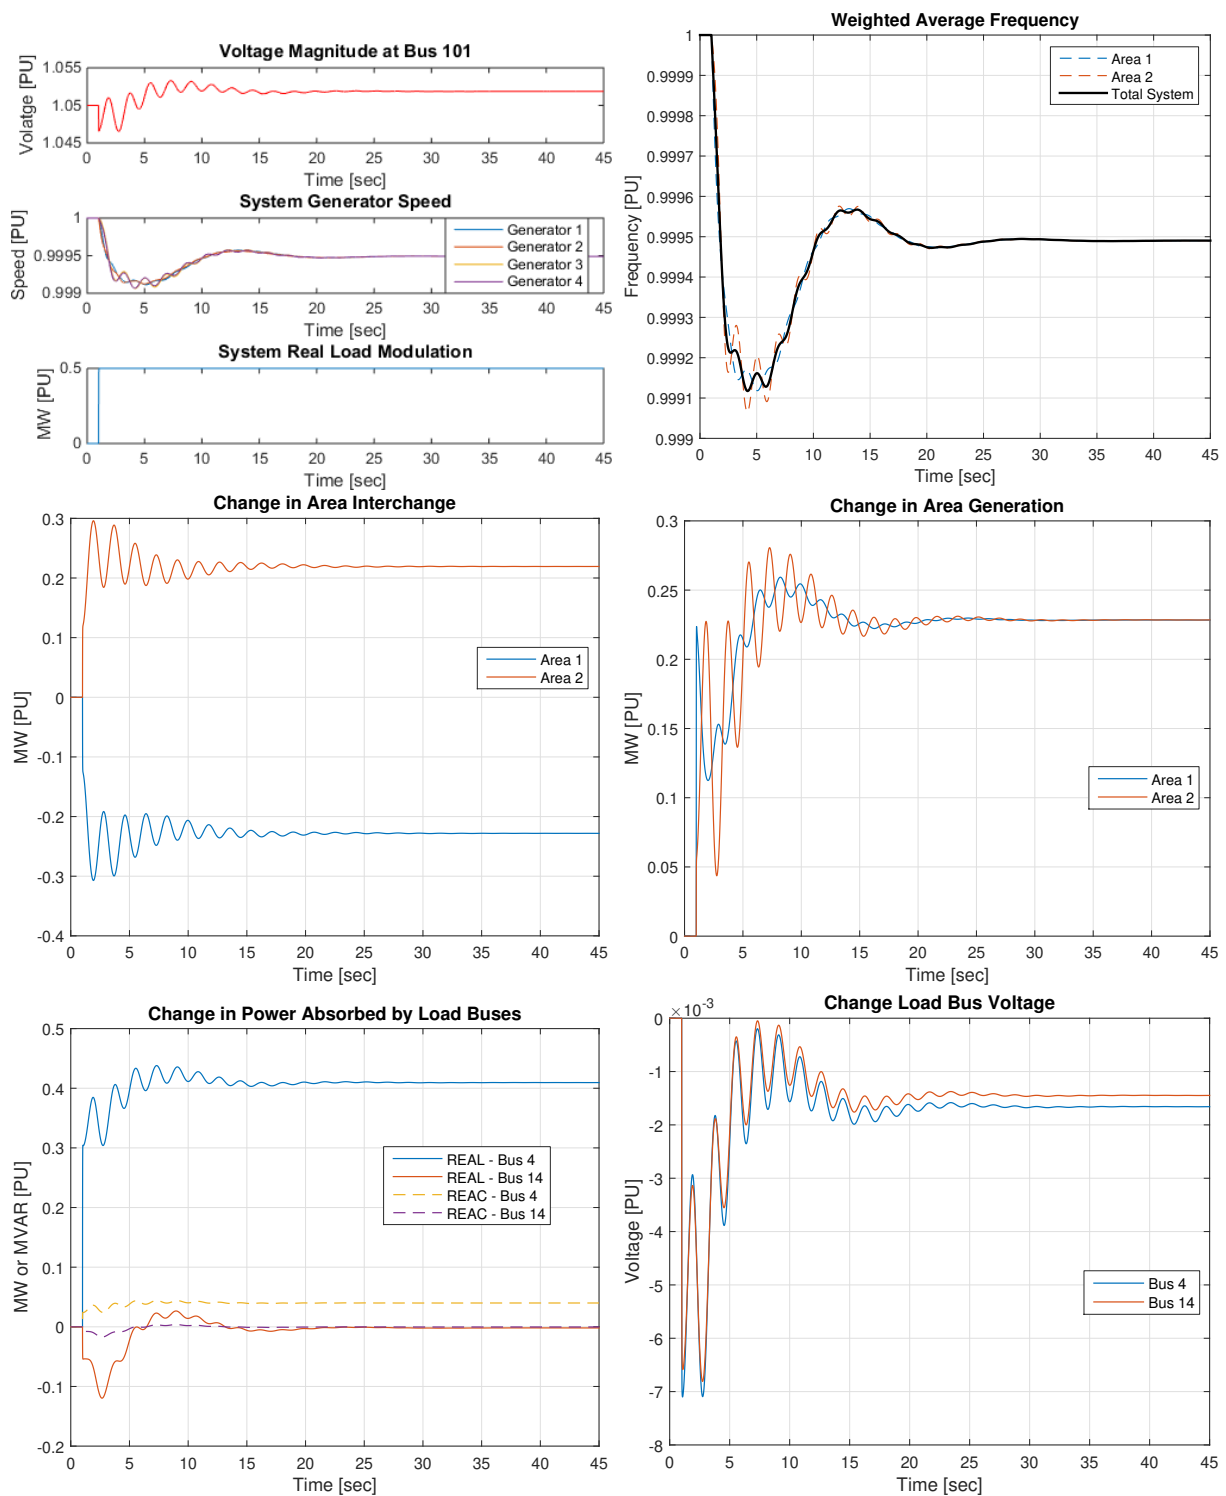 Voltage Magnitude at Bus 101
1.055
1.05
1.045
Volatge [PU]
0 5 10 15 20 25 30 35 40 45
Time [sec]
System Generator Speed
1
0.9995
0.999
Speed [PU]
Generator 1
Generator 2
Generator 3
Generator 4
0 5 10 15 20 25 30 35 40 45
Time [sec]
System Real Load Modulation
0.5
0
MW [PU]
0 5 10 15 20 25 30 35 40 45
Time [sec]
Weighted Average Frequency
1
0.9999
0.9998
0.9997
0.9996
0.9995
0.9994
0.9993
0.9992
0.9991
0.999
Frequency [PU]
Area 1
Area 2
Total System
0 5 10 15 20 25 30 35 40 45
Time [sec]
Change in Area Interchange
0.3
0.2
0.1
0
-0.1
-0.2
-0.3
-0.4
MW [PU]
Area 1
Area 2
0 5 10 15 20 25 30 35 40 45
Time [sec]
Change in Area Generation
0.3
0.25
0.2
0.15
0.1
0.05
0
MW [PU]
Area 1
Area 2
0 5 10 15 20 25 30 35 40 45
Time [sec]
Change in Power Absorbed by Load Buses
0.5
0.4
0.3
0.2
0.1
0
-0.1
-0.2
MW or MVAR [PU]
REAL - Bus 4
REAL - Bus 14
REAC - Bus 4
REAC - Bus 14
0 5 10 15 20 25 30 35 40 45
Time [sec]
Change Load Bus Voltage
×10-3
0
-1
-2
-3
-4
-5
-6
-7
-8
Voltage [PU]
Bus 4
Bus 14
0 5 10 15 20 25 30 35 40 45
Time [sec]